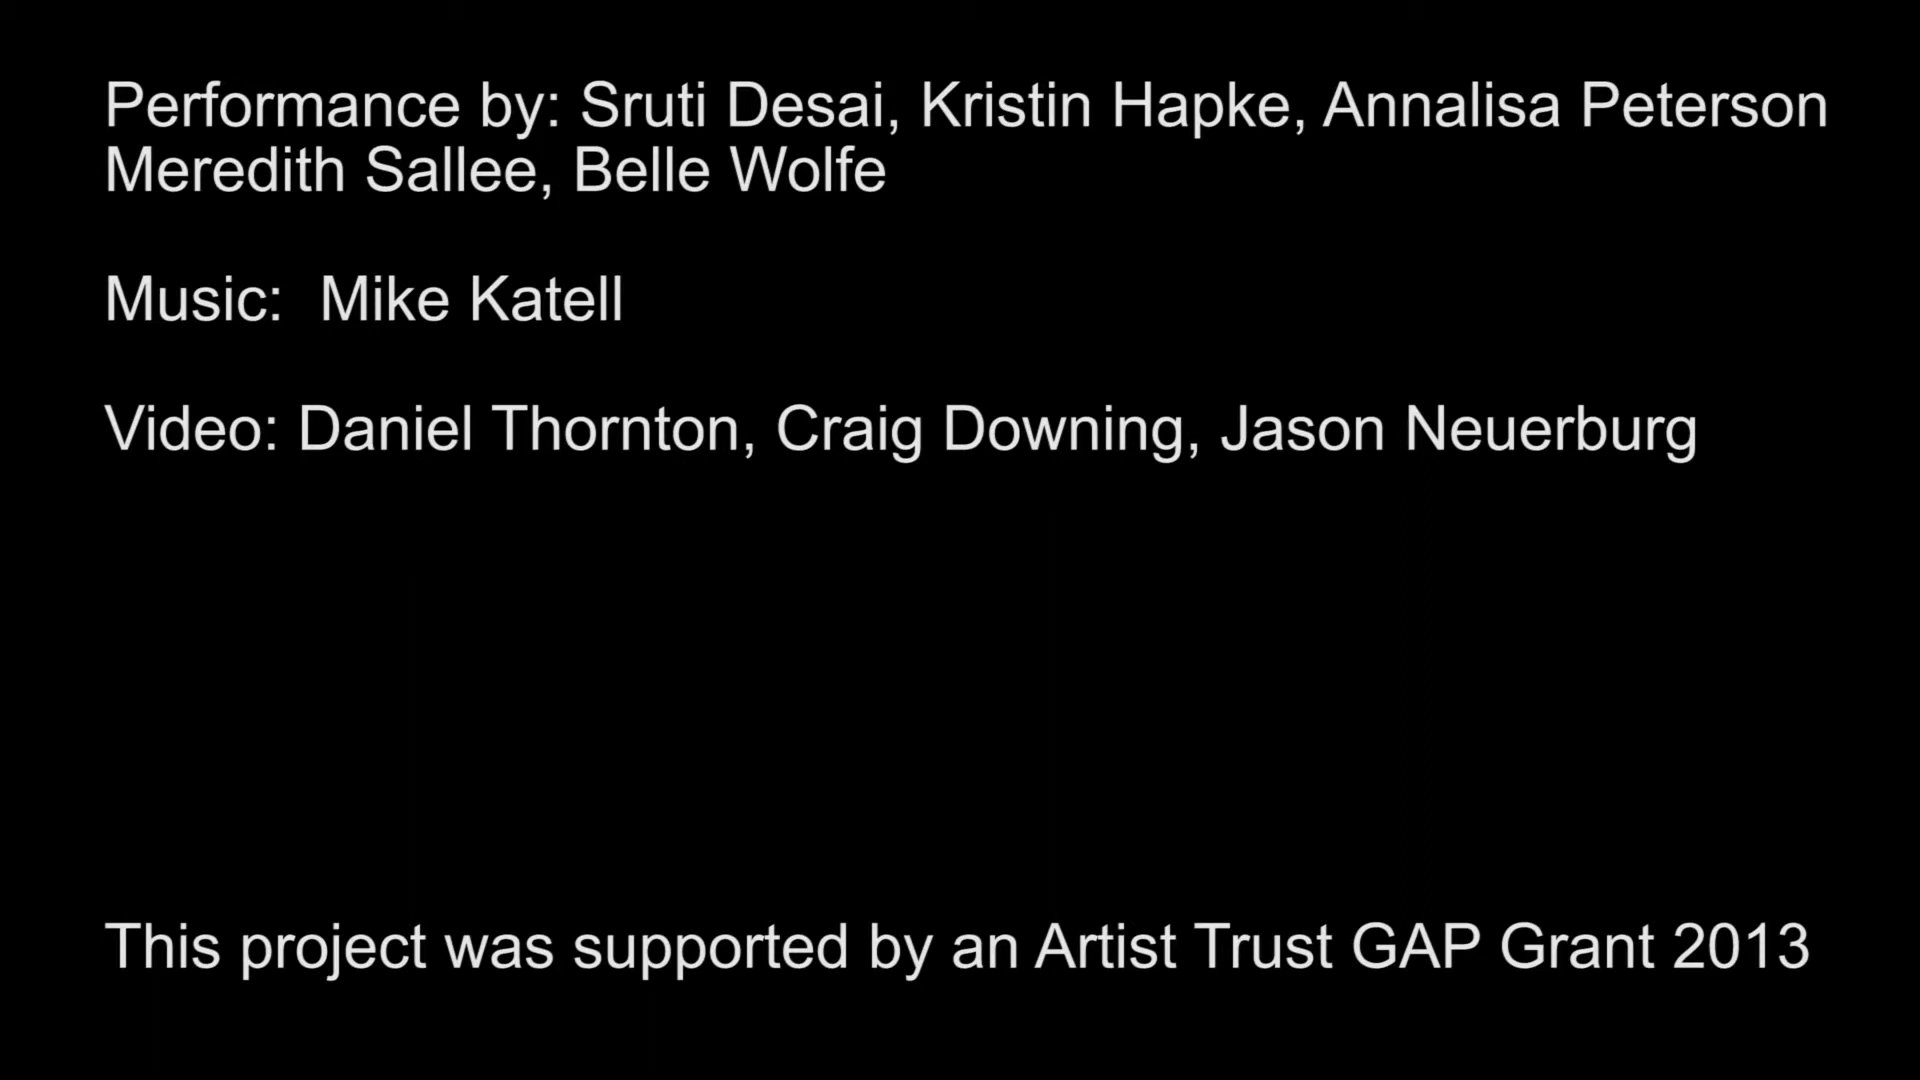 Performance by: Sruti Desai, Kristin Hapke, Annalisa Peterson
Meredith Sallee, Belle Wolfe
Music:  Mike Katell
Video: Daniel Thornton, Craig Downing, Jason Neuerburg
This project was supported by an Artist Trust GAP Grant 2013